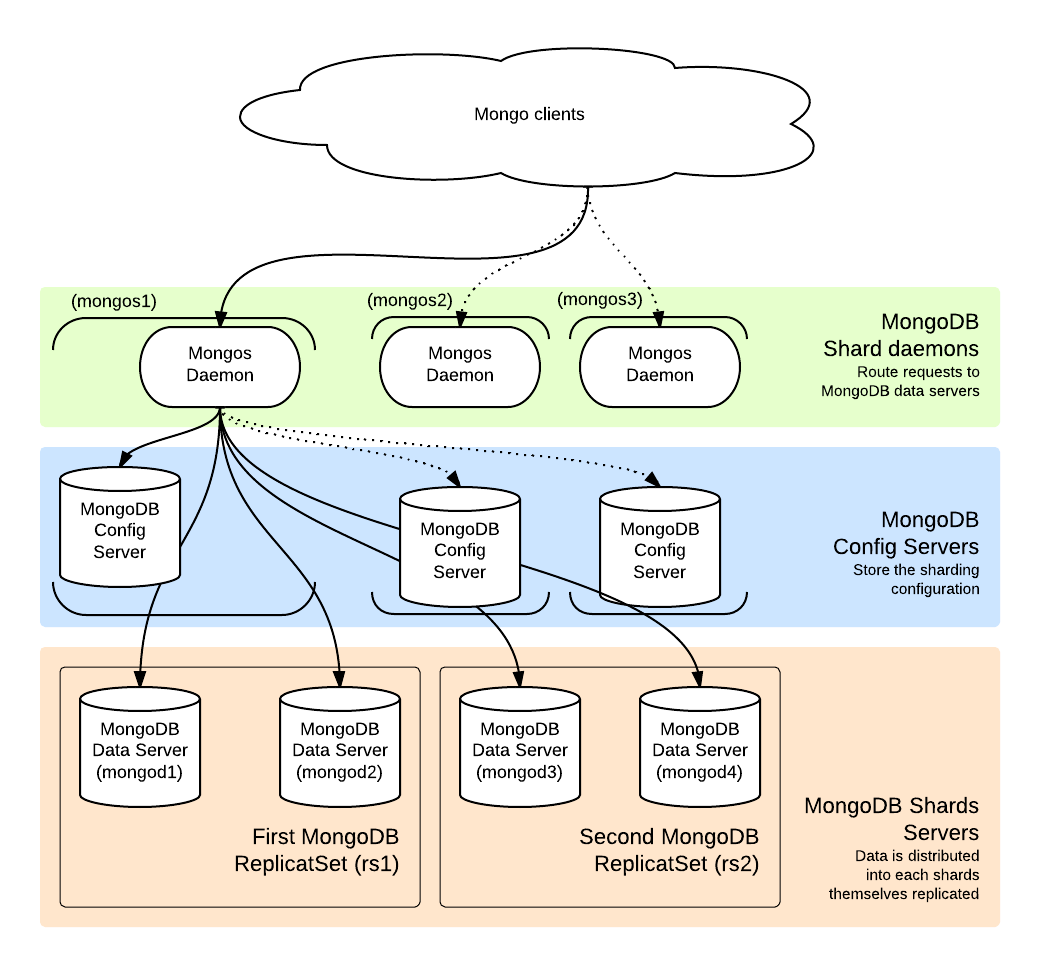 Mongo clients
(mongos1)
(mongos2)
(mongos3)
Mongos
Daemon
Mongos
Daemon
Mongos
Daemon
MongoDB
Shard daemons
Route requests to
MongoDB data servers
MongoDB
Config
Server
MongoDB
Config
Server
MongoDB
Config
Server
MongoDB
Config Servers
Store the sharding
configuration
MongoDB
Data Server
(mongod1)
MongoDB
Data Server
(mongod2)
MongoDB
Data Server
(mongod3)
MongoDB
Data Server
(mongod4)
First MongoDB
ReplicatSet (rs1)
Second MongoDB
ReplicatSet (rs2)
MongoDB Shards
Servers
Data is distributed
into each shards
themselves replicated